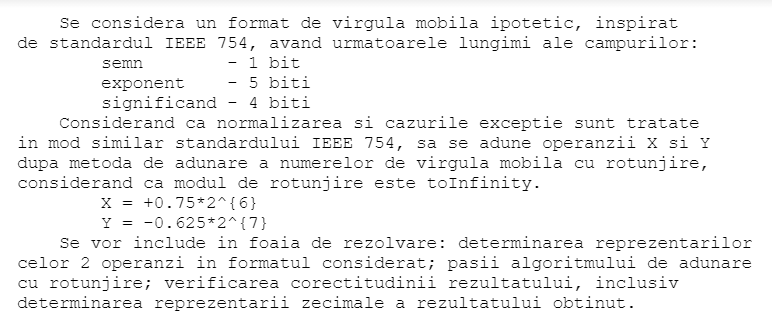 Se considera un format de virgula mobila ipotetic, inspirat
de standardul IEEE 754, avand urmatoarele lungimi ale campurilor:
semn - 1 bit
exponent - 5 biti
significand - 4 biti
Considerand ca normalizarea si cazurile exceptie sunt tratate
in mod similar standardului IEEE 754, sa se adune operanzii X si Y
dupa metoda de adunare a numerelor de virgula mobila cu rotunjire,
considerand ca modul de rotunjire este toInfinity.
X = +0.75*2^{6}
Y = -0.625*2^{7}
Se vor include in foaia de rezolvare: determinarea reprezentarilor
celor 2 operanzi in formatul considerat; pasii algoritmului de adunare
cu rotunjire; verificarea corectitudinii rezultatului, inclusiv
determinarea reprezentarii zecimale a rezultatului obtinut.